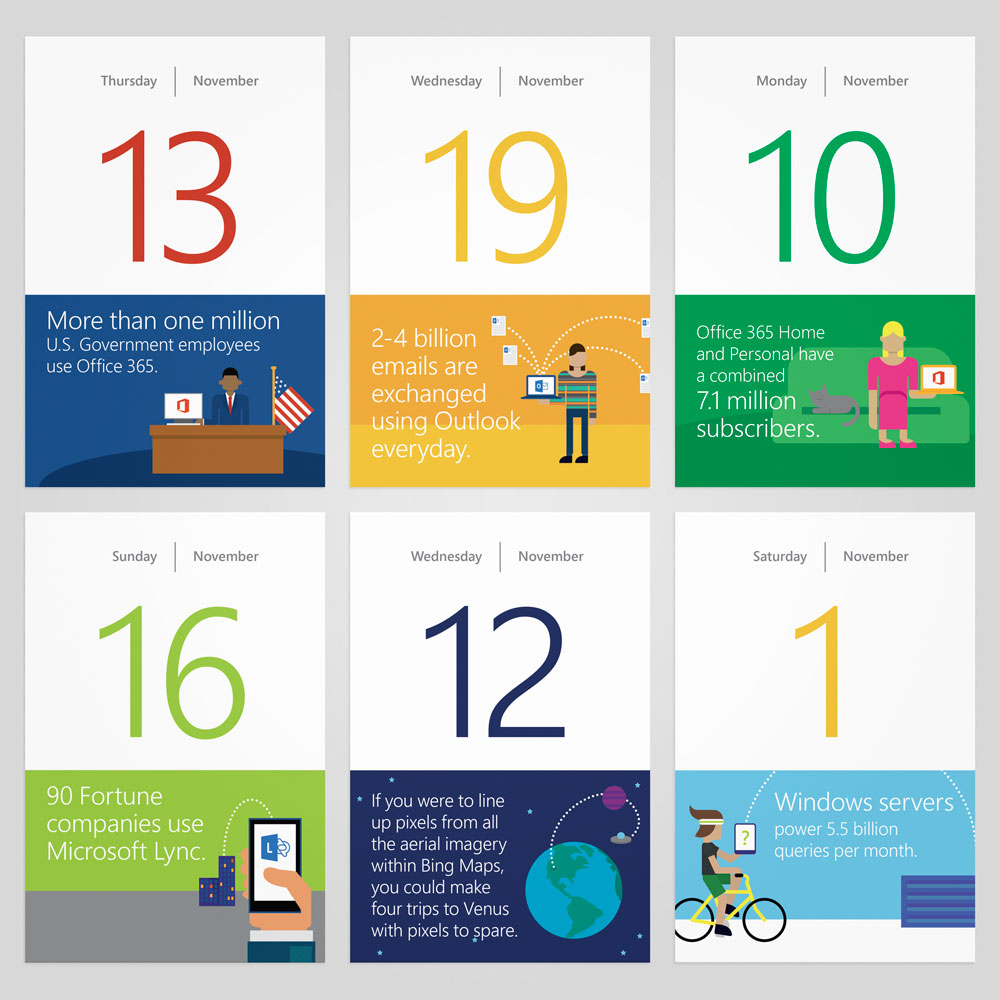 Thursday | November
13
More than one million
U.S. Government employees
use Office 365.
Wednesday | November
19
2-4 billion
emails are
exchanged
using Outlook
everyday.
Monday | November
10
Office 365 Home
and Personal have
a combined
7.1 million
subscribers.
Sunday | November
16
90 Fortune
companies use
Microsoft Lync.
L
Wednesday | November
12
If you were to line
up pixels from all
the aerial imagery
within Bing Maps,
you could make
four trips to Venus
with pixels to spare.
Saturday | November
1
Windows servers
power 5.5 billion
queries per month.
?